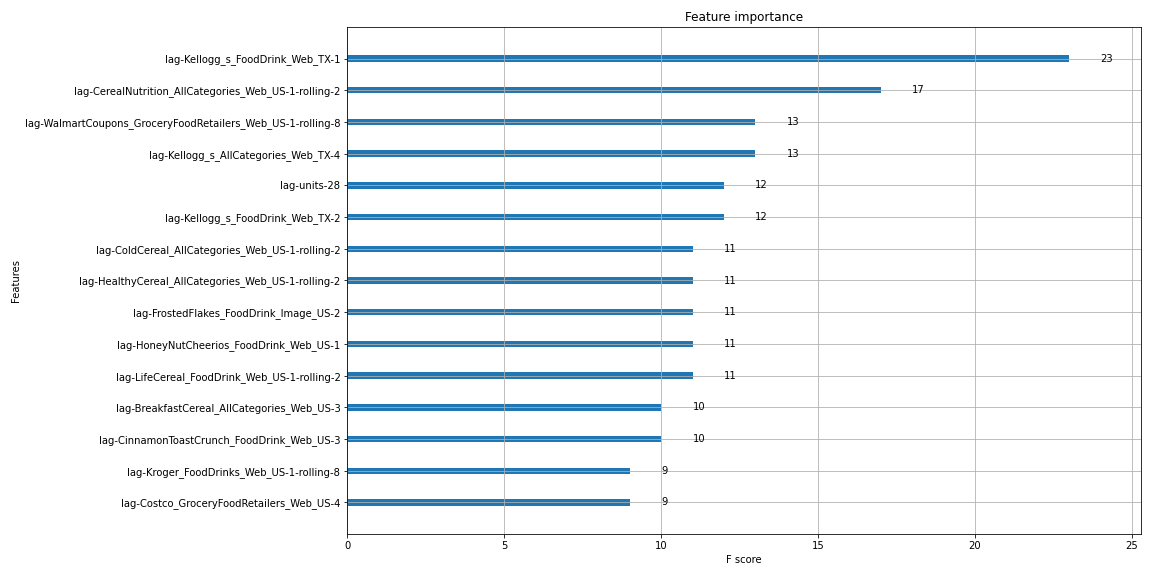 Feature importance
lag-Kellogg_s_FoodDrink_Web_TX-1 23
lag-CerealNutrition_AllCategories_Web_US-1-rolling-2 17
lag-WalmartCoupons_GroceryFoodRetailers_Web_US-1-rolling-8 13
lag-Kellogg_s_AllCategories_Web_TX-4 13
lag-units-28 12
lag-Kellogg_s_FoodDrink_Web_TX-2 12
lag-ColdCereal_AllCategories_Web_US-1-rolling-2 11
lag-HealthyCereal_AllCategories_Web_US-1-rolling-2 11
lag-FrostedFlakes_FoodDrink_Image_US-2 11
lag-HoneyNutCheerios_FoodDrink_Web_US-1 11
lag-LifeCereal_FoodDrink_Web_US-1-rolling-2 11
lag-BreakfastCereal_AllCategories_Web_US-3 10
lag-CinnamonToastCrunch_FoodDrink_Web_US-3 10
lag-Kroger_FoodDrinks_Web_US-1-rolling-8 9
lag-Costco_GroceryFoodRetailers_Web_US-4 9
Features
0 5 10 15 20 25
F score